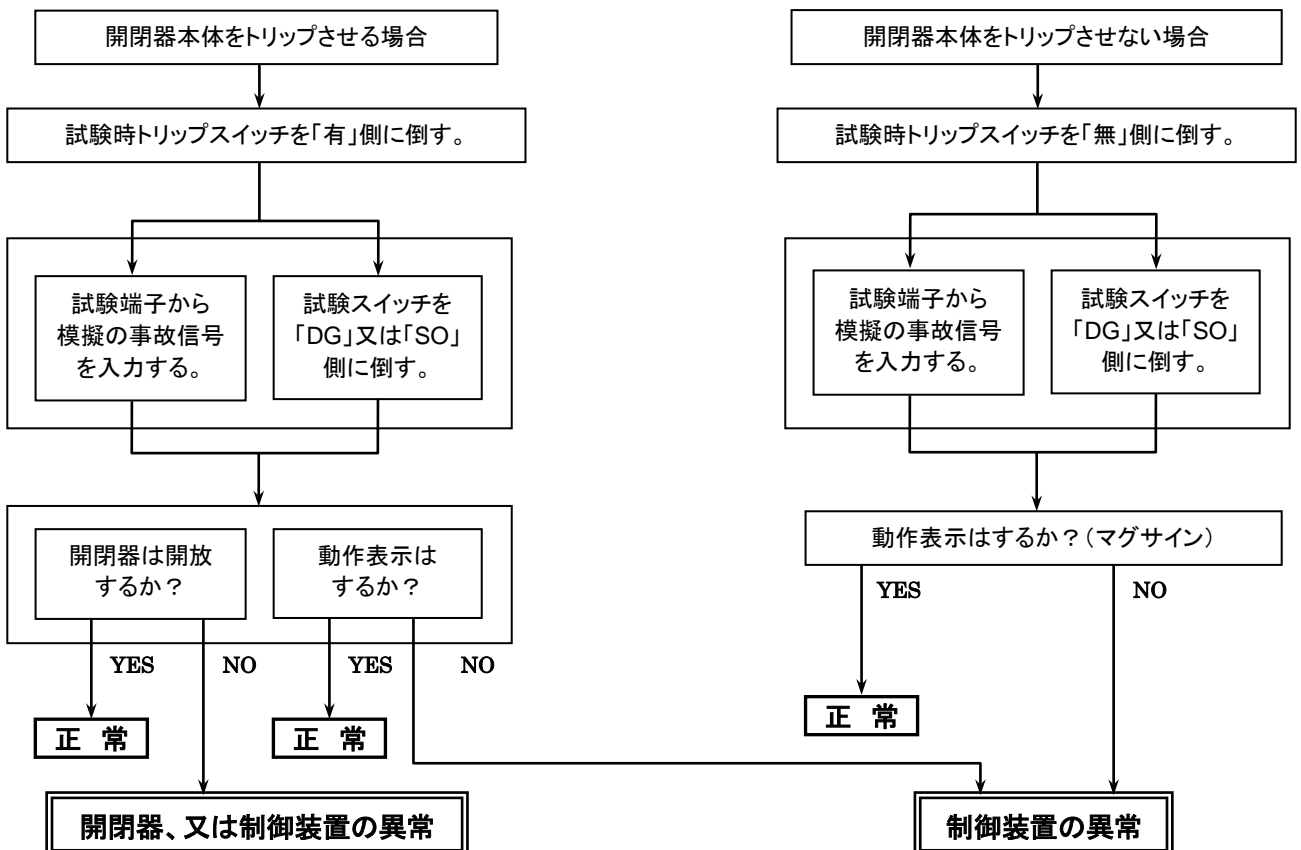 開閉器本体をトリップさせる場合
試験時トリップスイッチを「有」側に倒す。
試験端子から
模擬の事故信号
を入力する。
試験スイッチを
「DG」又は「SO」
側に倒す。
開閉器は開放
するか？
動作表示は
するか？
YES
NO
YES
NO
正 常
正 常
開閉器、又は制御装置の異常
開閉器本体をトリップさせない場合
試験時トリップスイッチを「無」側に倒す。
試験端子から
模擬の事故信号
を入力する。
試験スイッチを
「DG」又は「SO」
側に倒す。
動作表示はするか？（マグサイン）
YES
NO
正 常
制御装置の異常